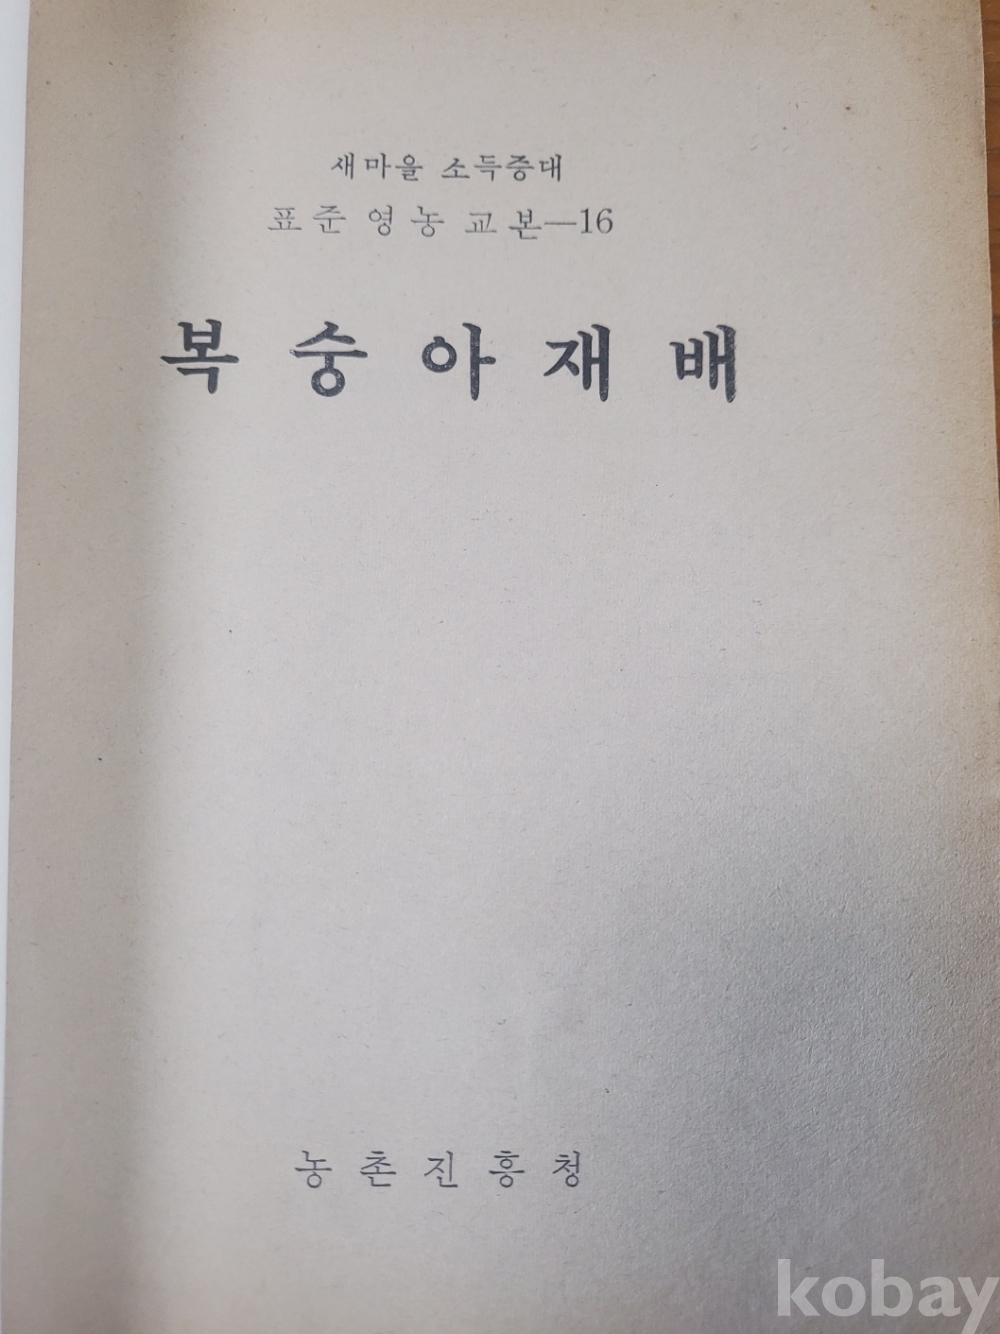 새마을 소득증대
표준영농교본—16
복숭아재배
농촌진흥청
kobay